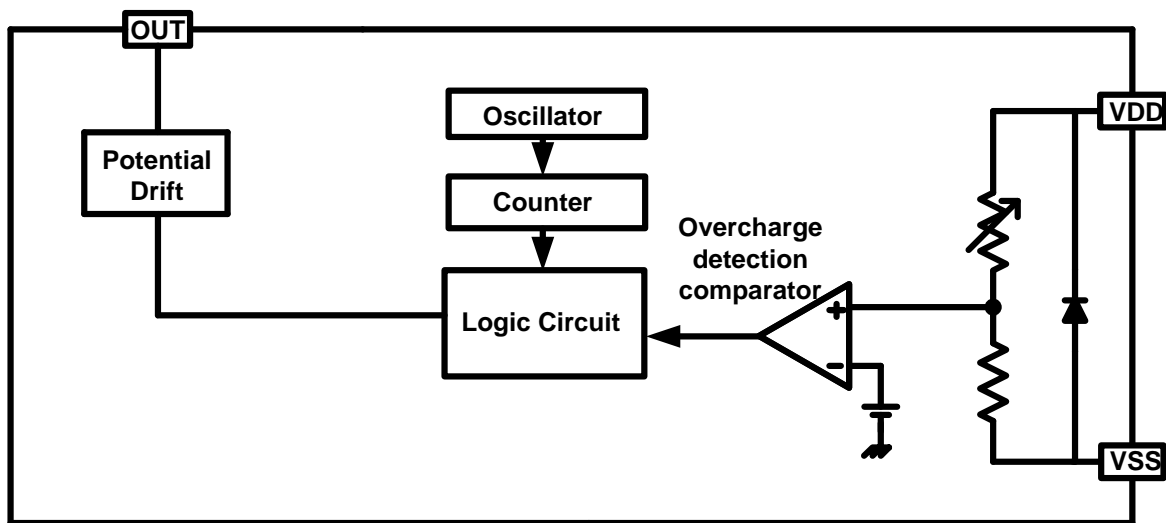 OUT
VDD
Oscillator
Potential
Drift
Counter
Overcharge
detection
comparator
Logic Circuit
+
-
VSS